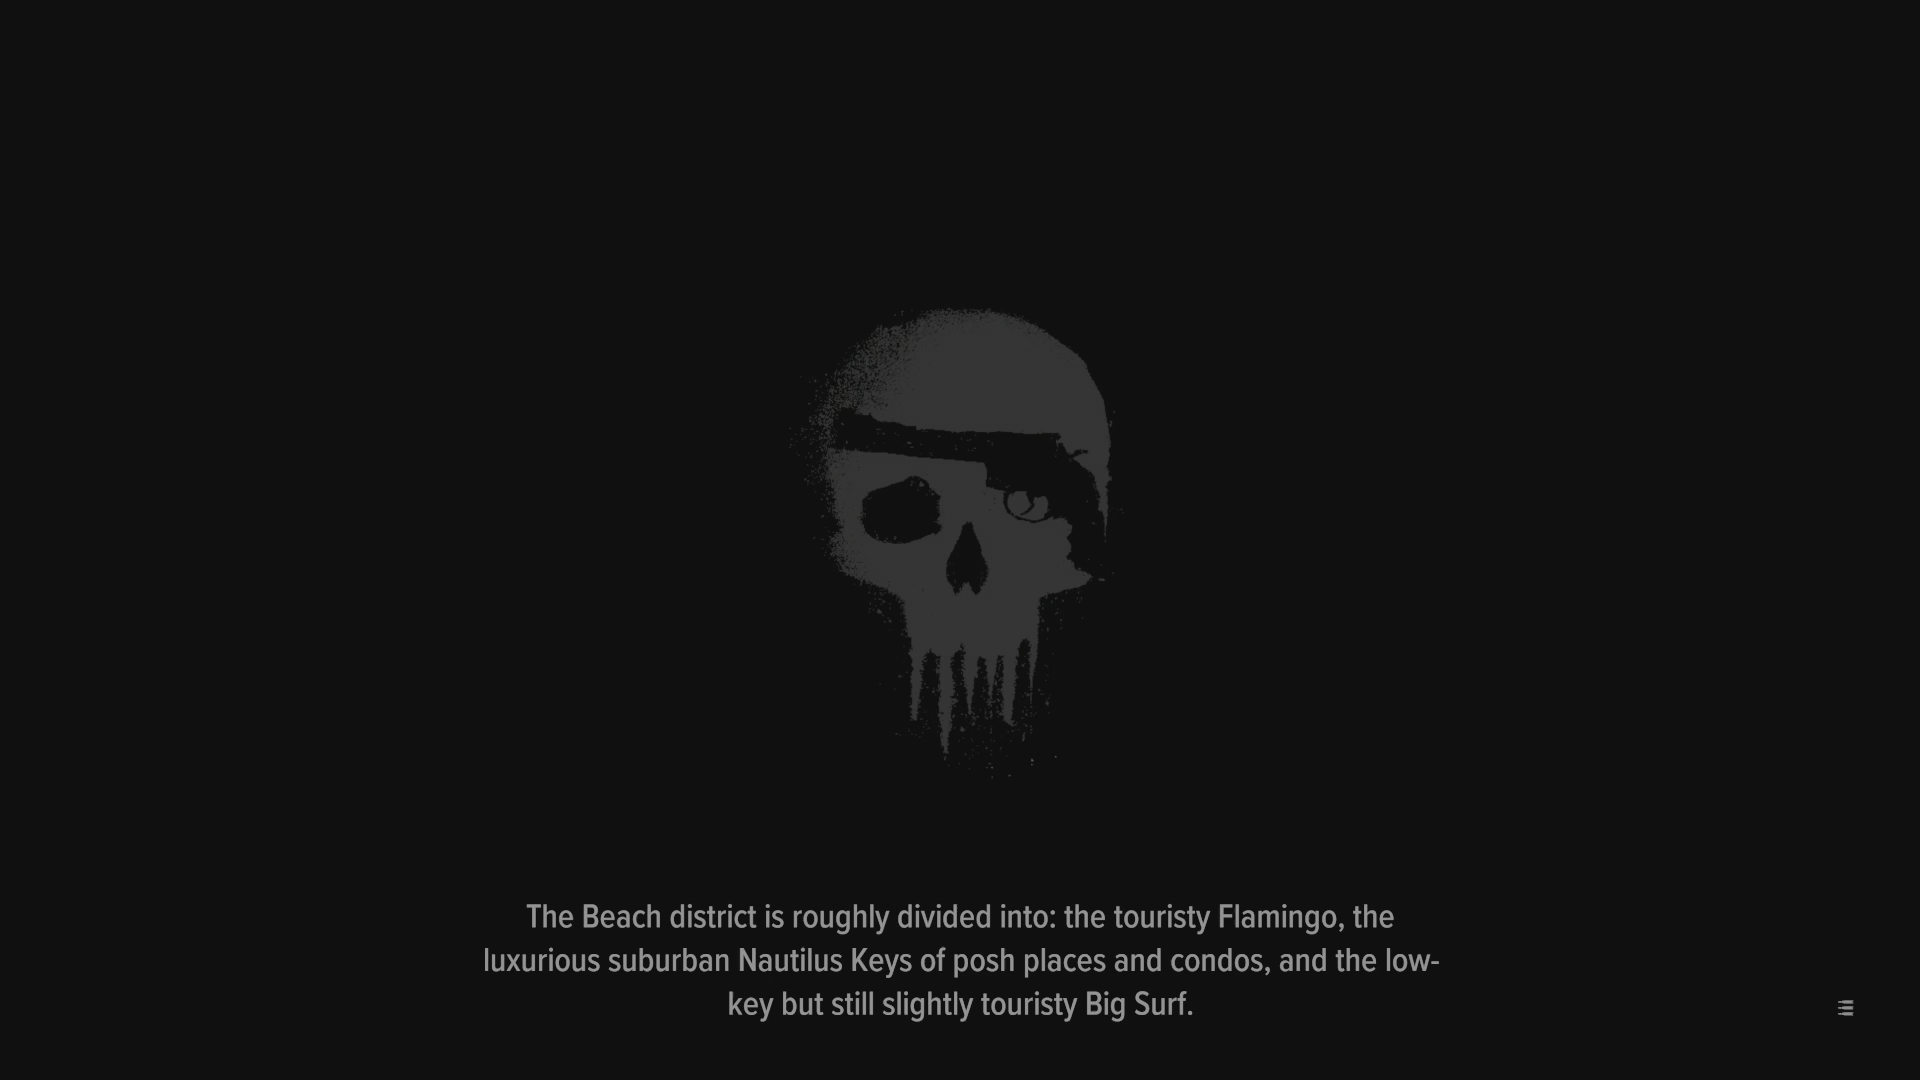 The Beach district is roughly divided into: the touristy Flamingo, the
luxurious suburban Nautilus Keys of posh places and condos, and the low-
key but still slightly touristy Big Surf.